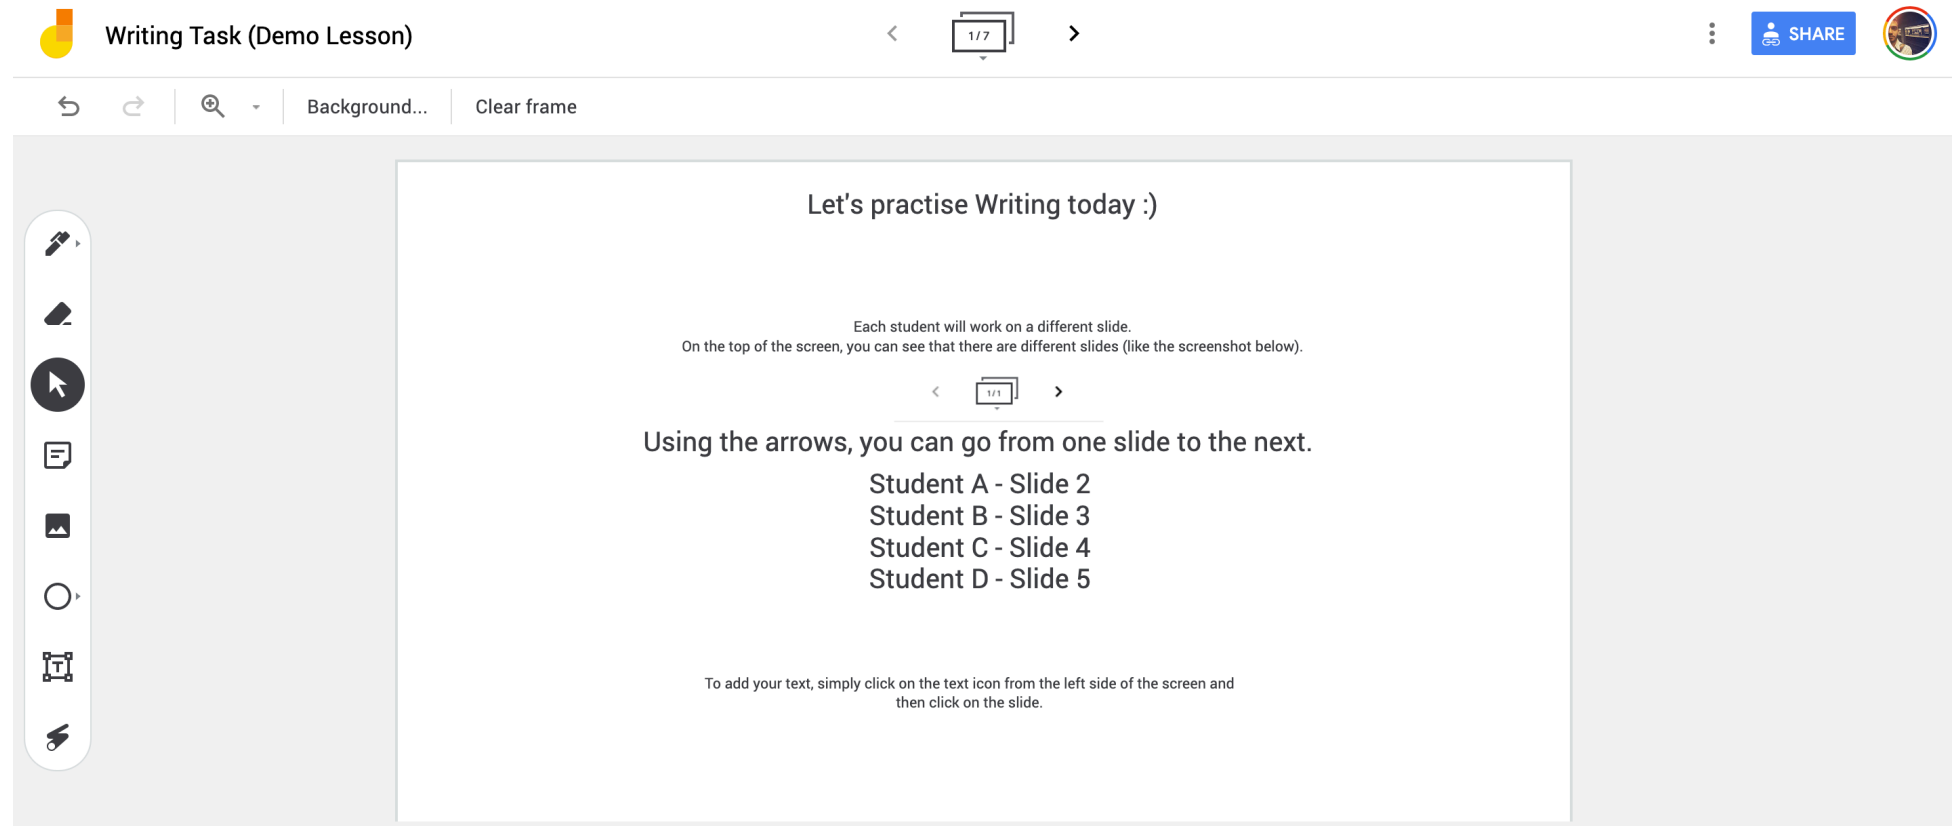 Writing Task (Demo Lesson)
1/7
SHARE
Background...
Clear frame
Let's practise Writing today :)
Each student will work on a different slide.
On the top of the screen, you can see that there are different slides (like the screenshot below).
1/1
Using the arrows, you can go from one slide to the next.
Student A - Slide 2
Student B - Slide 3
Student C - Slide 4
Student D - Slide 5
T
To add your text, simply click on the text icon from the left side of the screen and
then click on the slide.